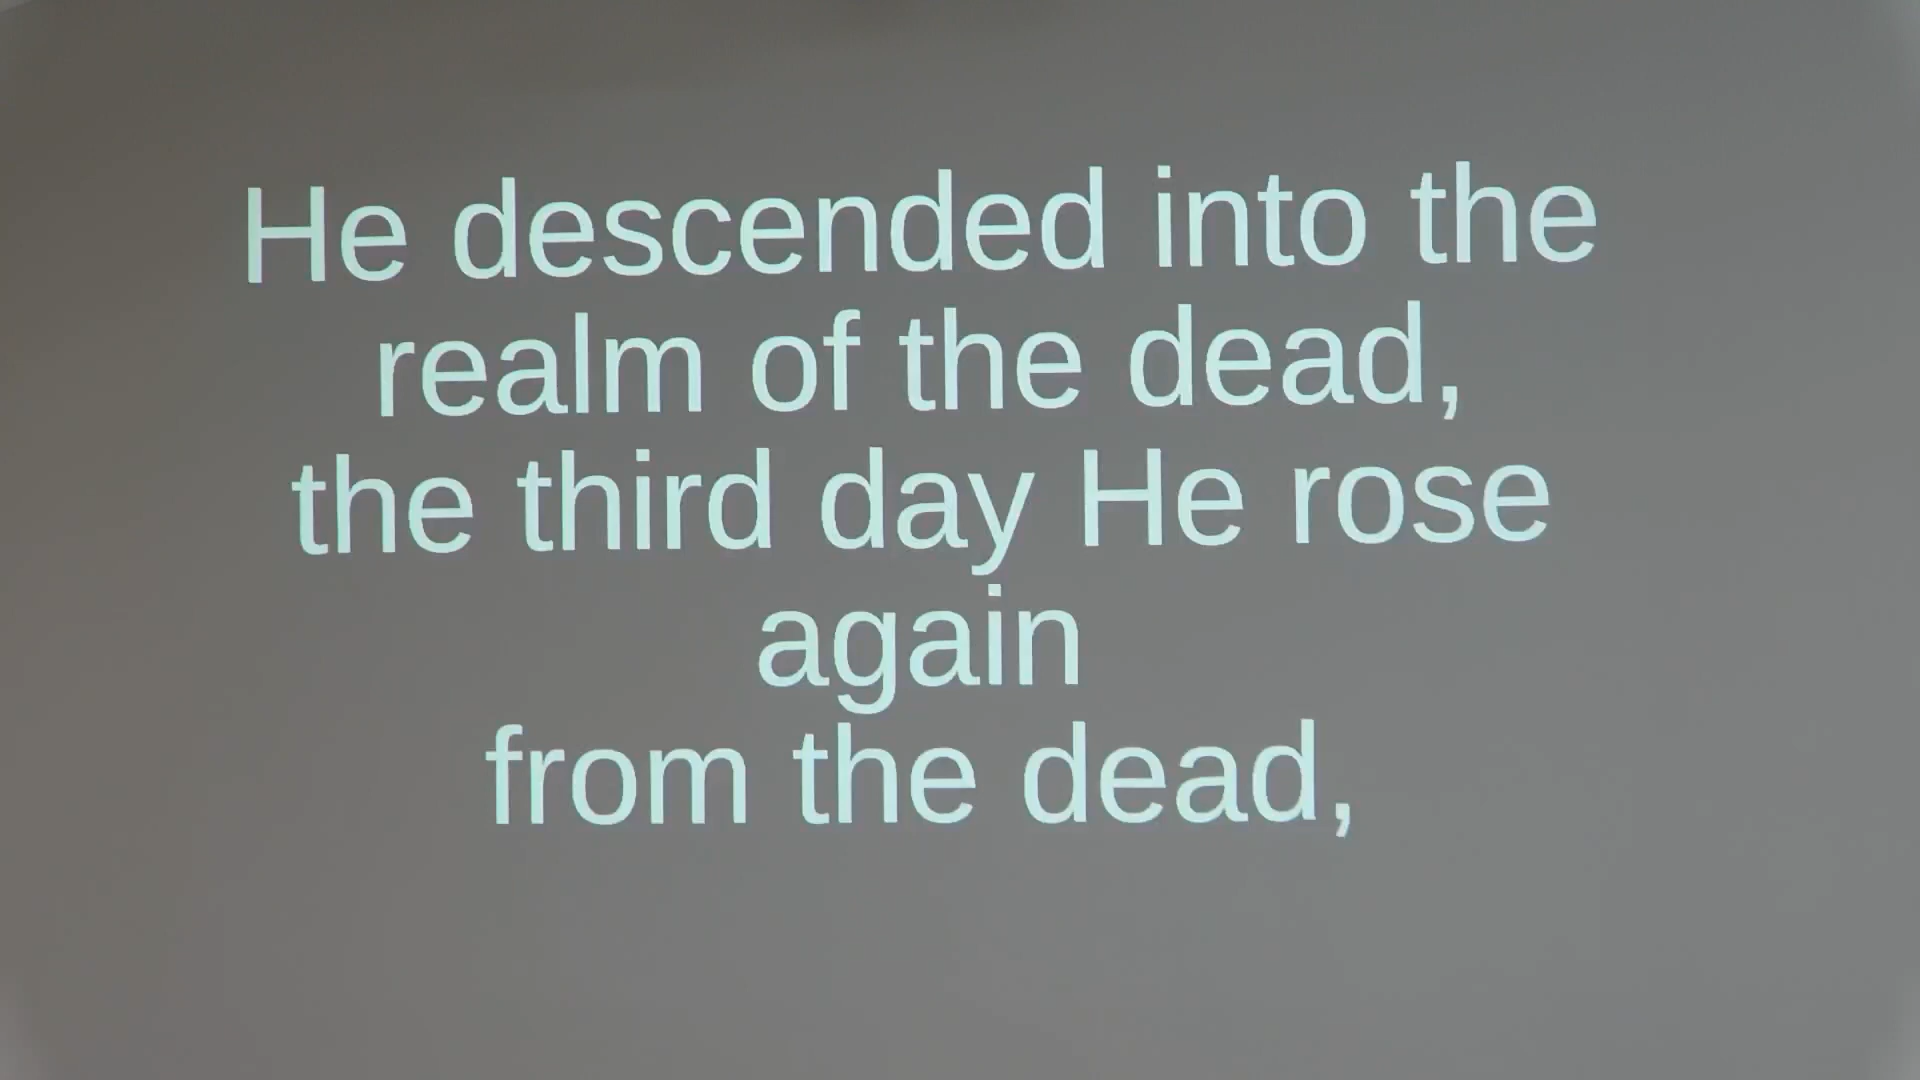 He descended into the
realm of the dead,
the third day He rose
again
from the dead,